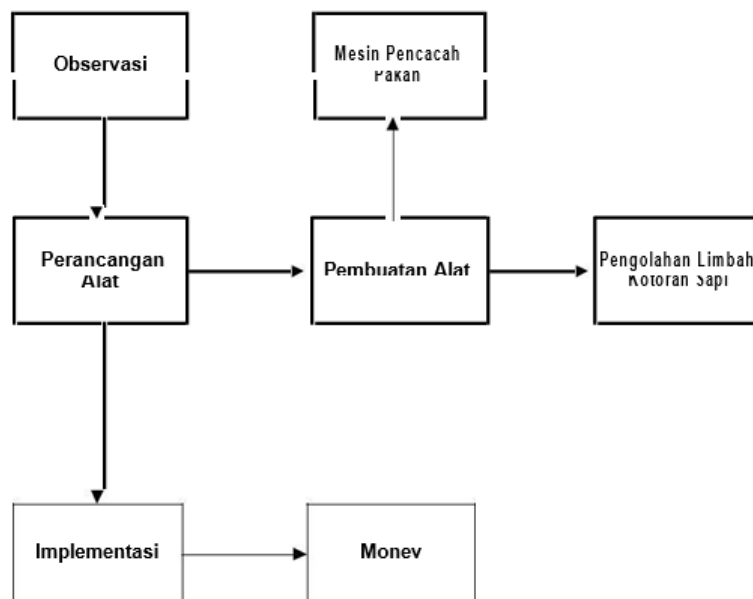 Observasi
Mesin Pencacah
Pakan
Perancangan
Alat
Pembuatan Alat
Pengolahan Limbah
Kotoran Sapi
Implementasi
Monev